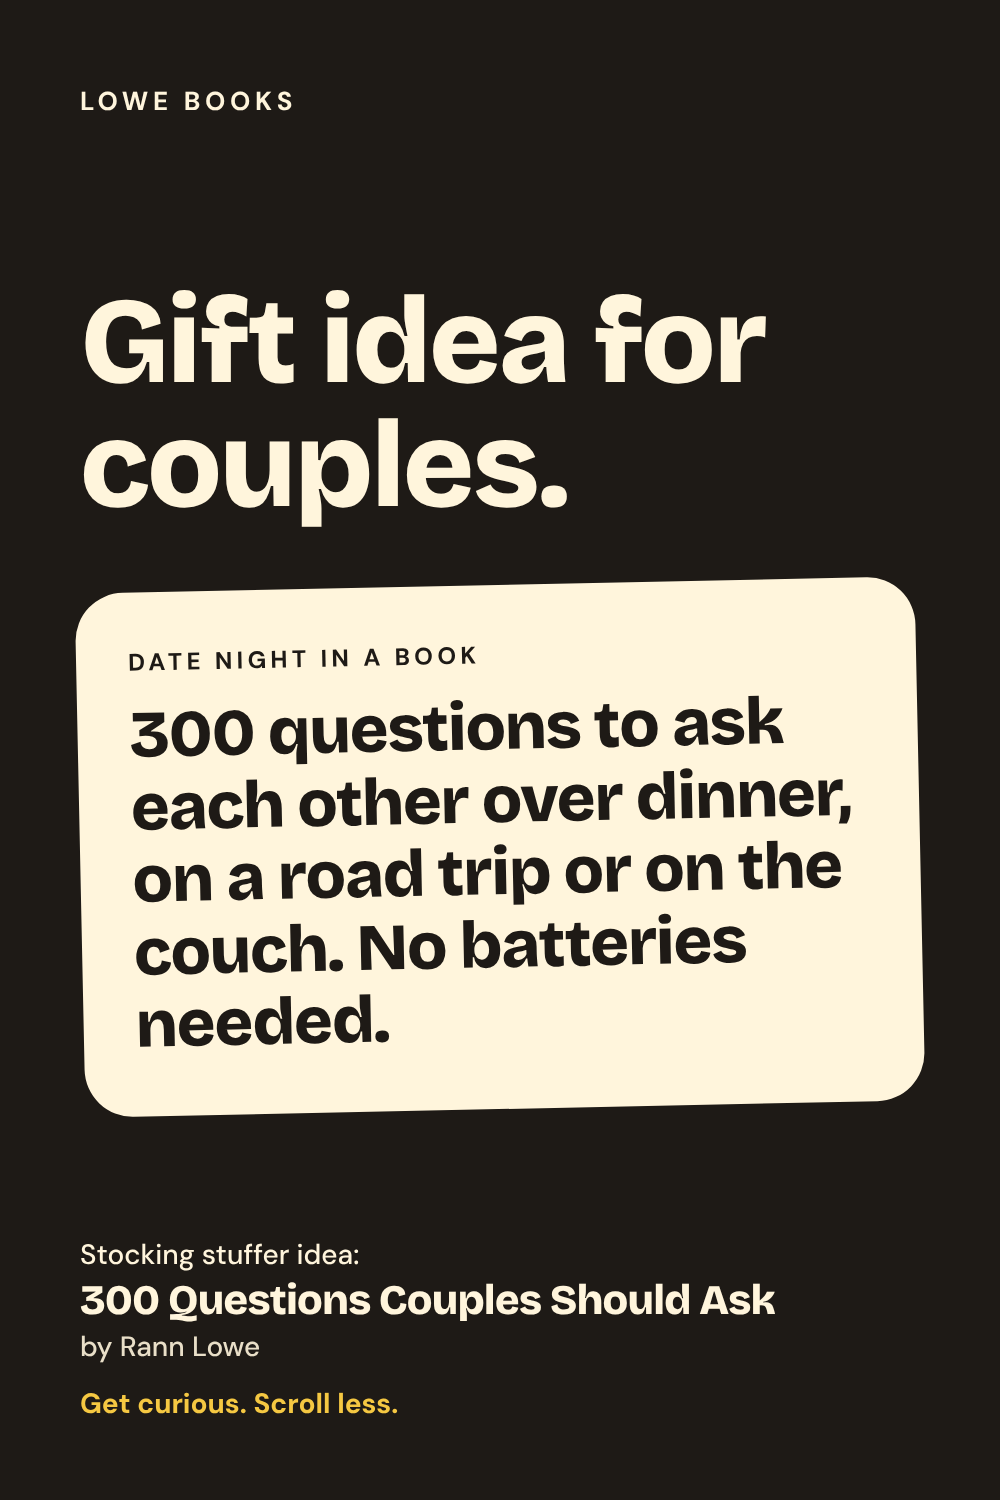 LOWE BOOKS
Gift idea for
couples.
DATE NIGHT IN A BOOK
300 questions to ask
each other over dinner,
on a road trip or on the
couch. No batteries
needed.
Stocking stuffer idea:
300 Questions Couples Should Ask
by Rann Lowe
Get curious. Scroll less.